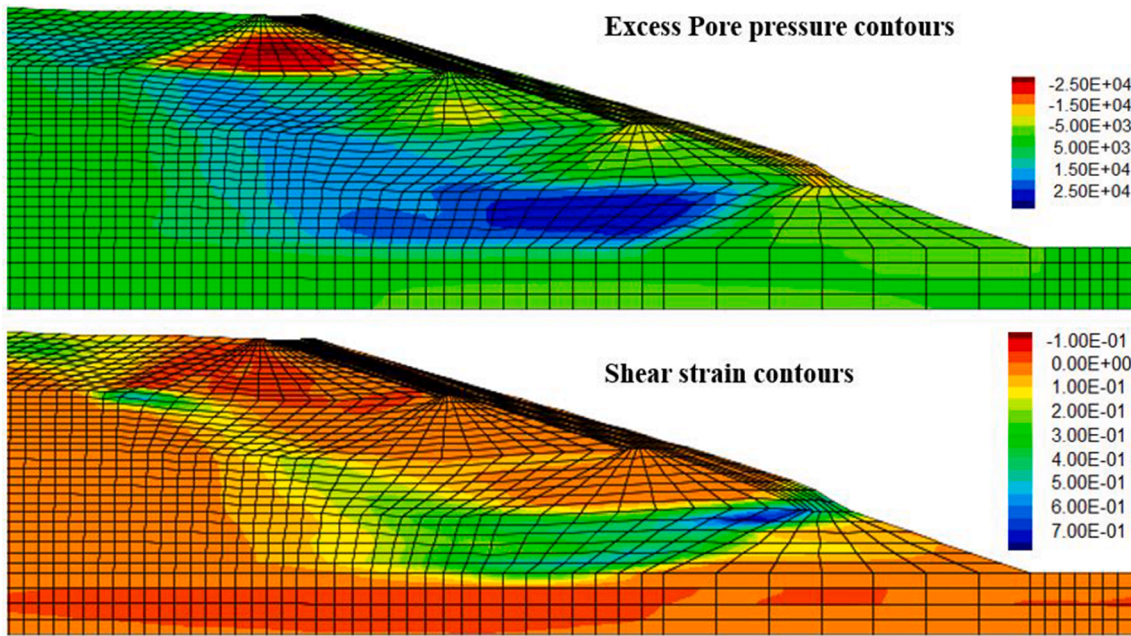 Excess Pore pressure contours
-2.50E+04
-1.50E+04
-5.00E+03
5.00E+03
1.50E+04
2.50E+04
Shear strain contours
-1.00E-01
0.00E+00
1.00E-01
2.00E-01
3.00E-01
4.00E-01
5.00E-01
6.00E-01
7.00E-01